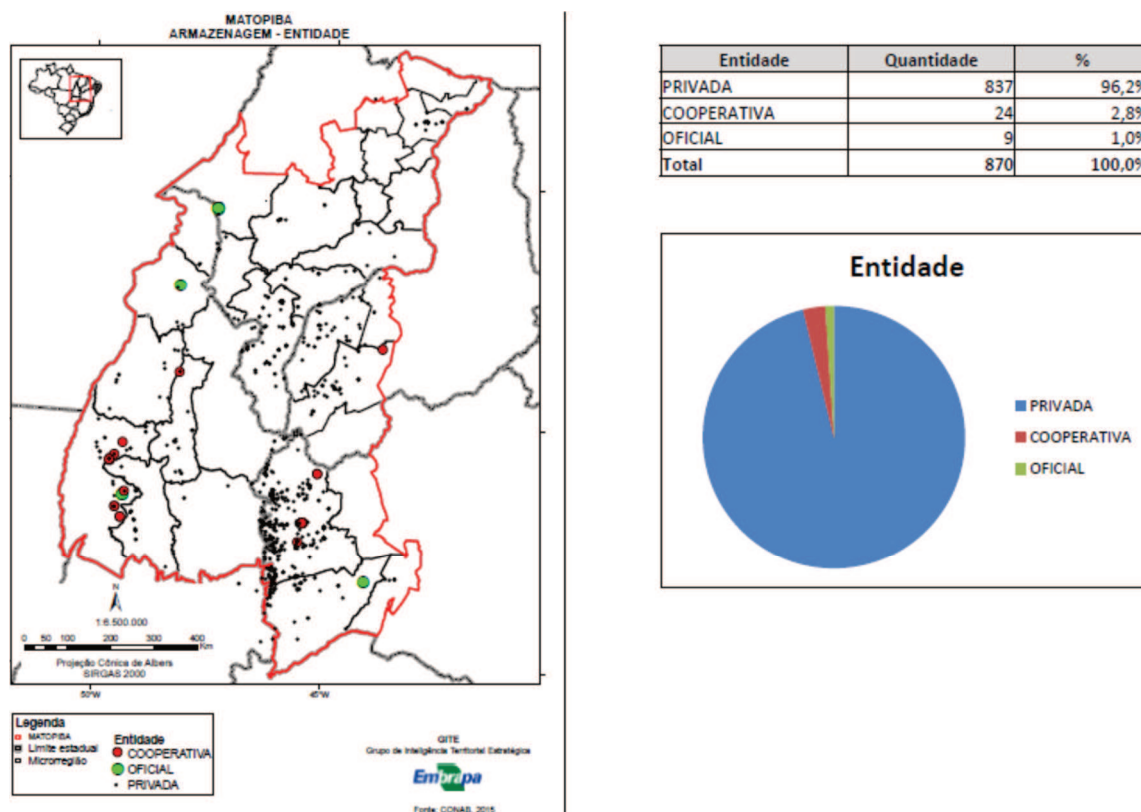 MATOPIBA
ARMAZENAGEM - ENTIDADE
N
1:6.500.000
0 50 100 200 300 400
Km
Projeção Cônica de Albers
SIRGAS 2000
50°W
45°W
Legenda
MATOPIBA
Limite estadual
Microrregião
Entidade
COOPERATIVA
OFICIAL
PRIVADA
GITE
Grupo de Inteligência Territorial Estratégica
Embrapa
Fonte: CONAB, 2015
Entidade Quantidade %
PRIVADA 837 96,2%
COOPERATIVA 24 2,8%
OFICIAL 9 1,0%
Total 870 100,0%
Entidade
PRIVADA
COOPERATIVA
OFICIAL